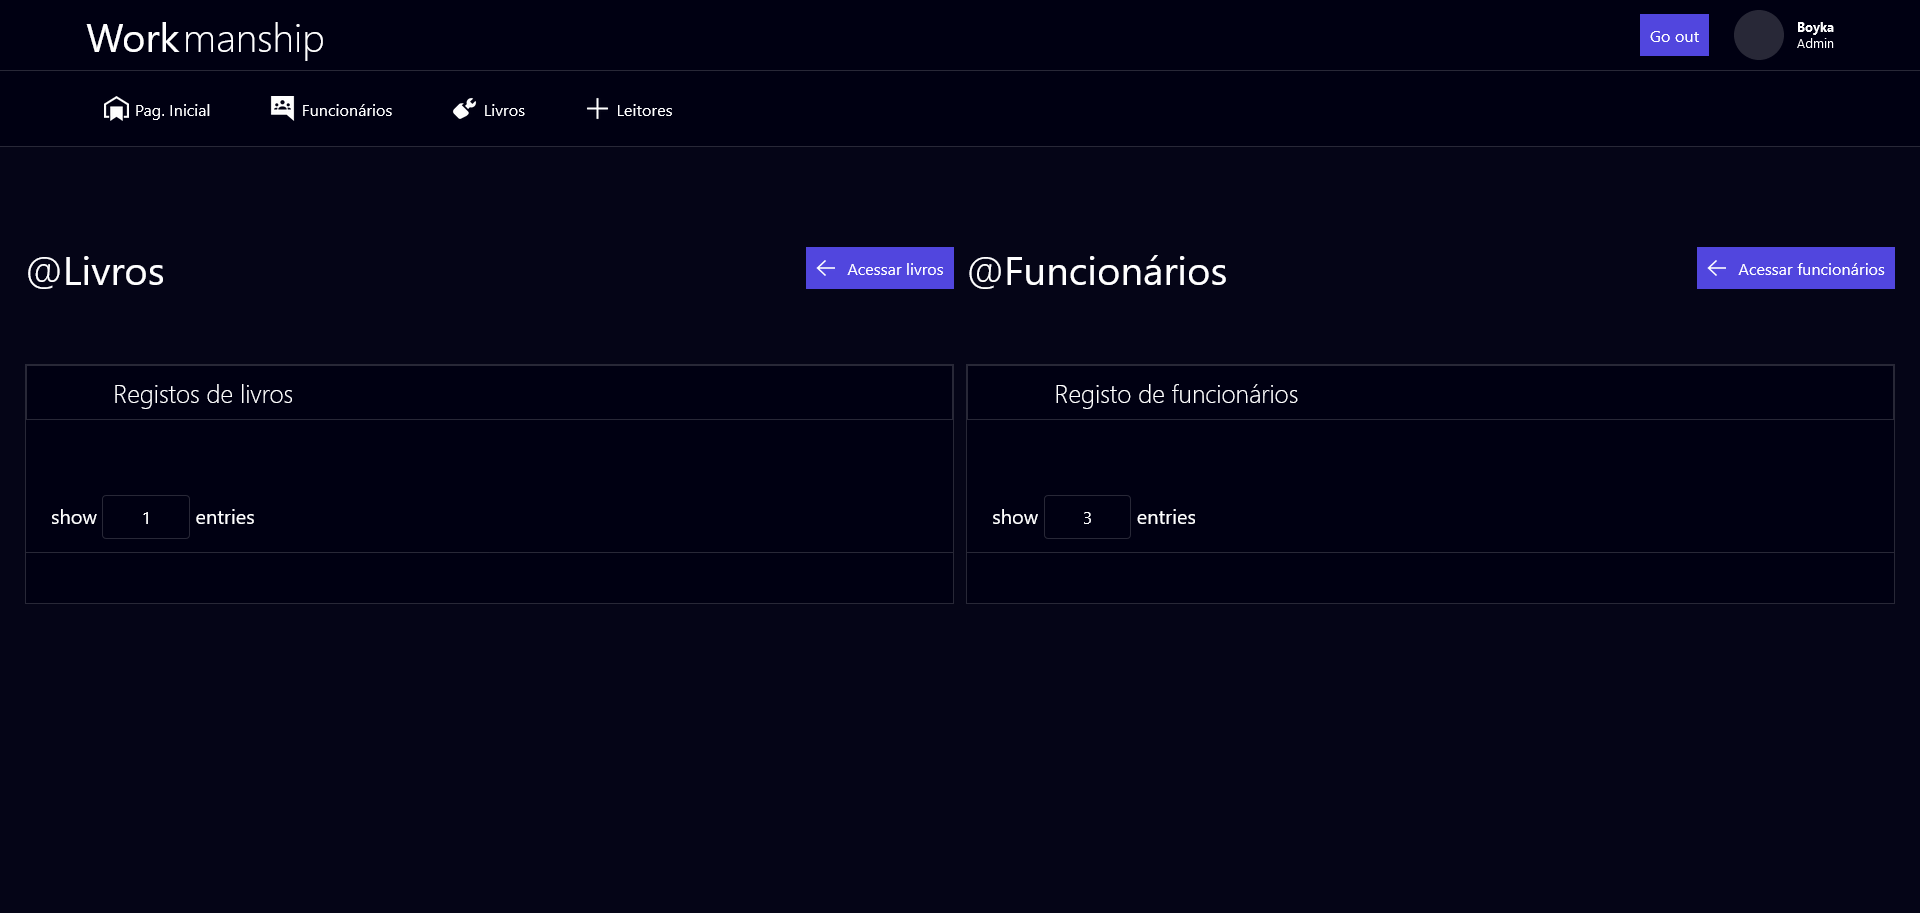 Workmanship
Go out
Boyka
Admin
Pag. Inicial
Funcionários
Livros
Leitores
@Livros
Acessar livros
@Funcionários
Acessar funcionários
Registos de livros
Registo de funcionários
show 1 entries
show 3 entries